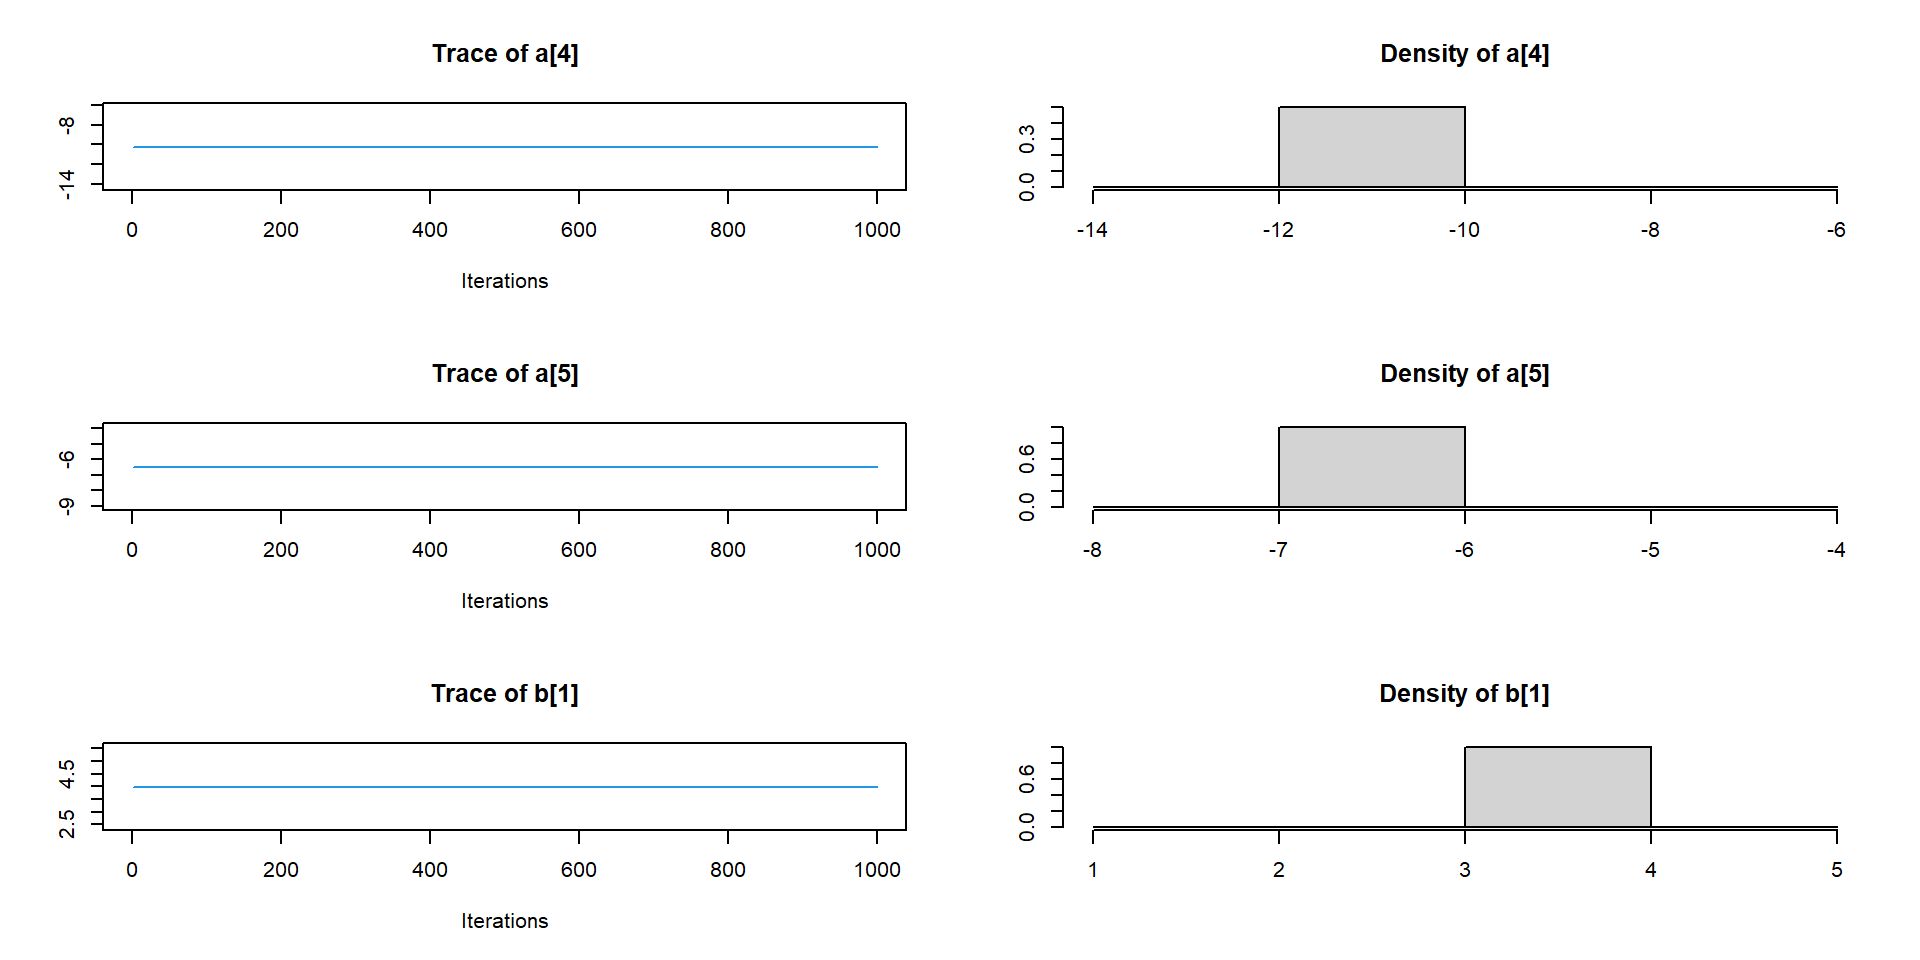 Trace of a[4]
-8
-14
0 200 400 600 800 1000
Iterations
Density of a[4]
0.3
0.0
-14 -12 -10 -8 -6
Trace of a[5]
-6
-9
0 200 400 600 800 1000
Iterations
Density of a[5]
0.6
0.0
-8 -7 -6 -5 -4
Trace of b[1]
4.5
2.5
0 200 400 600 800 1000
Iterations
Density of b[1]
0.6
0.0
1 2 3 4 5